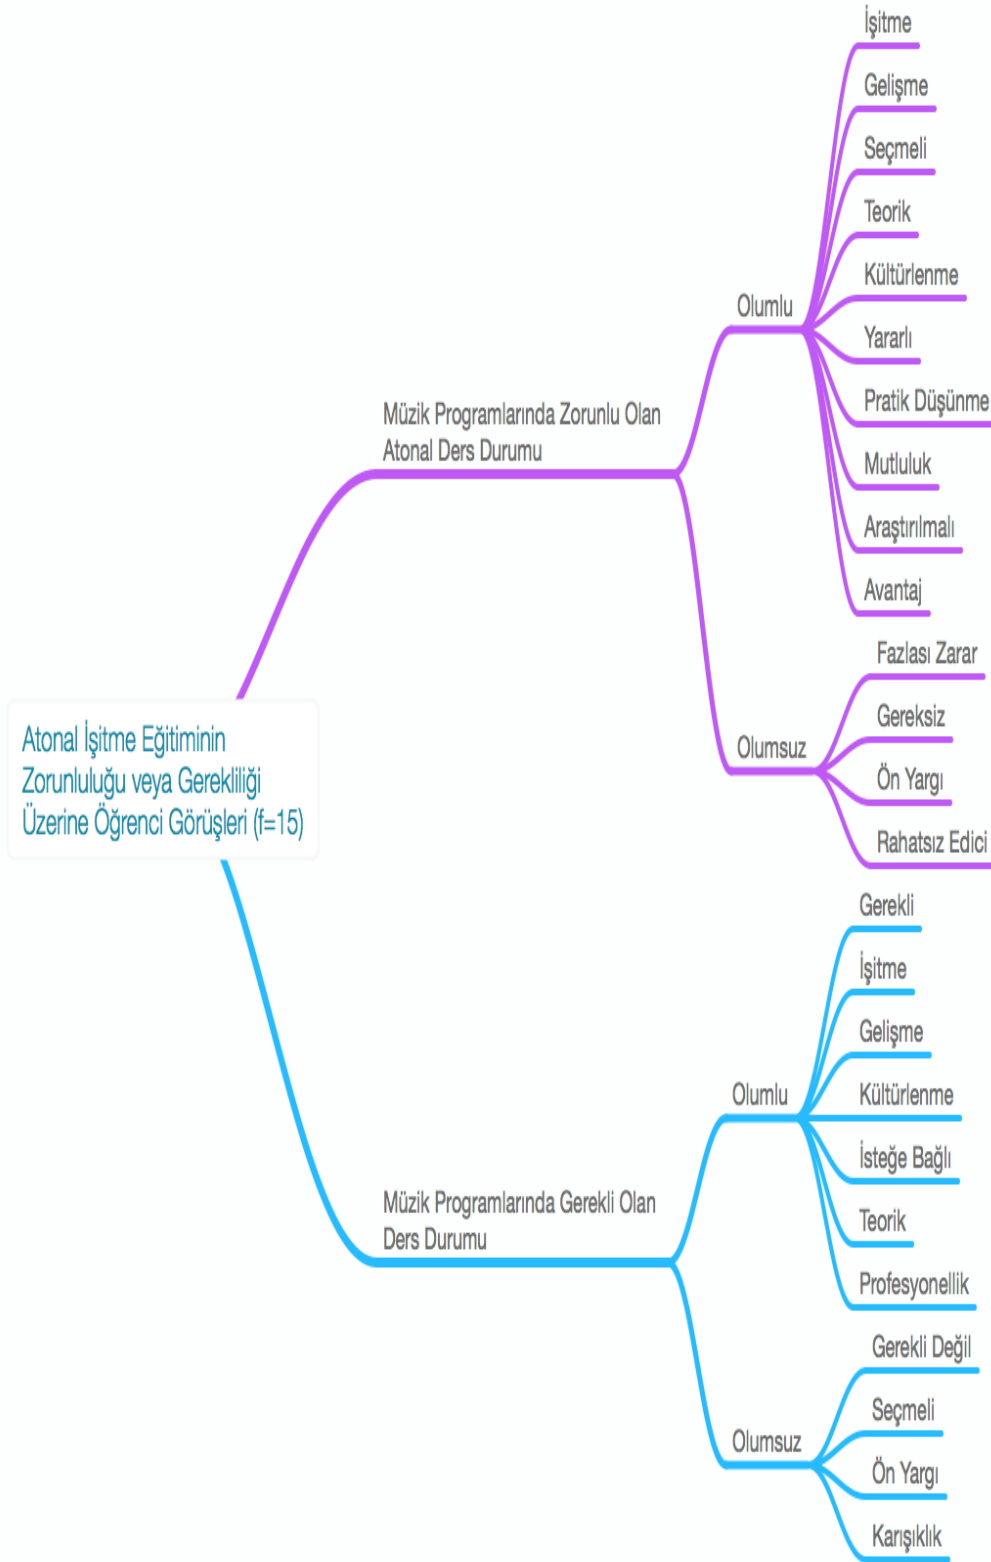 Atonal İşitme Eğitiminin
Zorunluluğu veya Gerekliliği
Üzerine Öğrenci Görüşleri (f=15)
Müzik Programlarında Zorunlu Olan
Atonal Ders Durumu
Olumlu
İşitme
Gelişme
Seçmeli
Teorik
Kültürlenme
Yararlı
Pratik Düşünme
Mutluluk
Araştırılmalı
Avantaj
Olumsuz
Fazlası Zarar
Gereksiz
Ön Yargı
Rahatsız Edici
Müzik Programlarında Gerekli Olan
Ders Durumu
Olumlu
Gerekli
İşitme
Gelişme
Kültürlenme
İsteğe Bağlı
Teorik
Profesyonellik
Olumsuz
Gerekli Değil
Seçmeli
Ön Yargı
Karışıklık